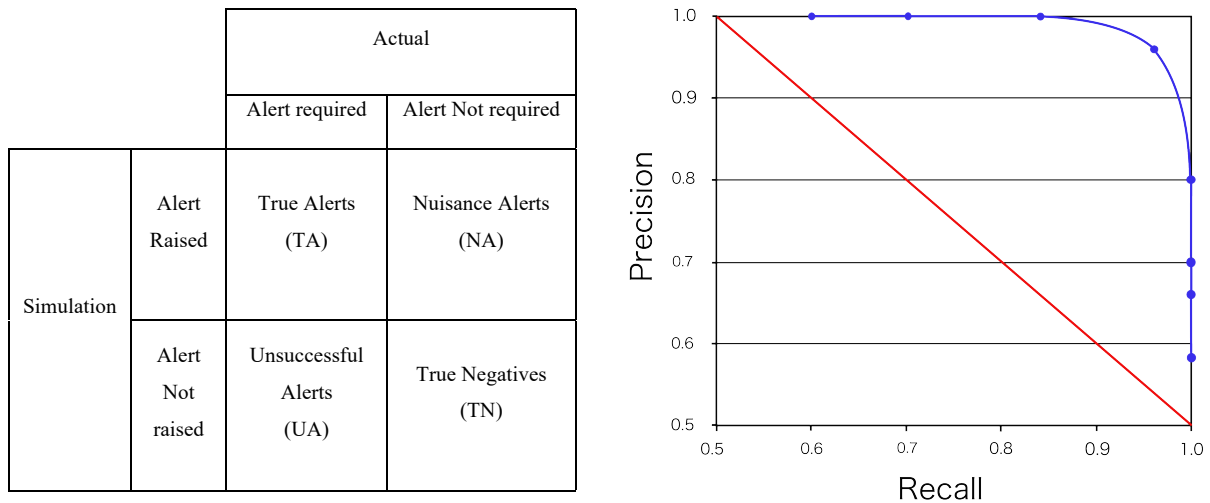 Actual
Alert required
Alert Not required
Simulation
Alert
Raised
True Alerts
(TA)
Nuisance Alerts
(NA)
Alert
Not
raised
Unsuccessful
Alerts
(UA)
True Negatives
(TN)
Precision
1.0
0.9
0.8
0.7
0.6
0.5
0.5
0.6
0.7
0.8
0.9
1.0
Recall